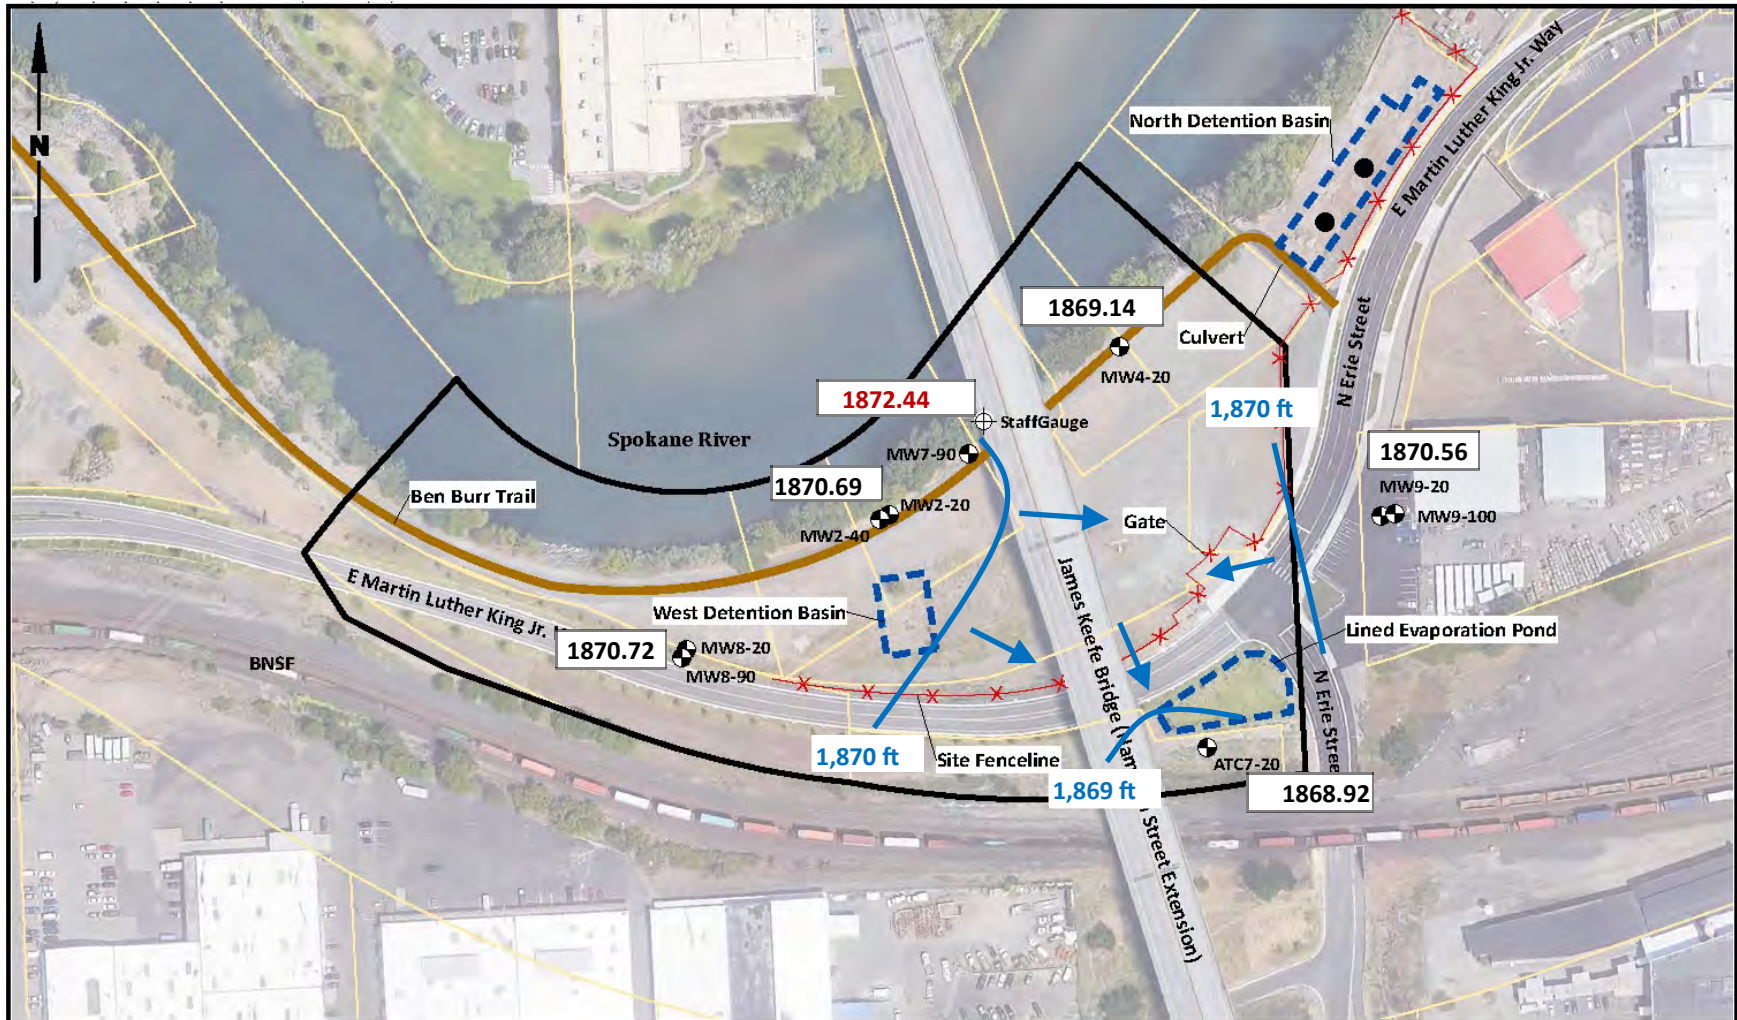 N
North Detention Basin
E Martin Luther King Jr. Way
1869.14
Culvert
MW4-20
N Erie Street
1872.44
1,870 ft
StaffGauge
Spokane River
MW7-90
1870.56
1870.69
MW9-20
Ben Burr Trail
MW2-20
MW9-100
MW2-40
Gate
E Martin Luther King Jr.
West Detention Basin
James Keefe Bridge (Ham
Street Extension)
Lined Evaporation Pond
1870.72
MW8-20
BNSF
MW8-90
N Erie Stree
1,870 ft
Site Fenceline
ATC7-20
1,869 ft
1868.92